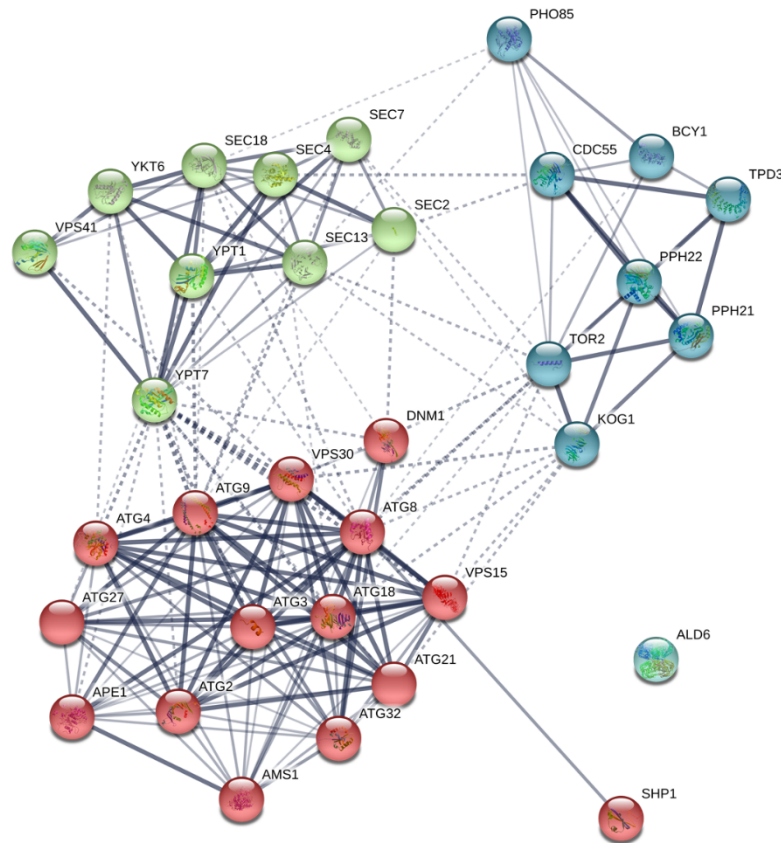 PHO85
SEC7
SEC18
SEC4
BCY1
CDC55
YKT6
TPD3
SEC2
VPS41
YPT1
SEC13
PPH22
PPH21
TOR2
YPT7
DNM1
KOG1
VPS30
ATG9
ATG8
ATG4
VPS15
ATG27
ATG3
ATG18
ALD6
ATG21
APE1
ATG2
ATG32
AMS1
SHP1